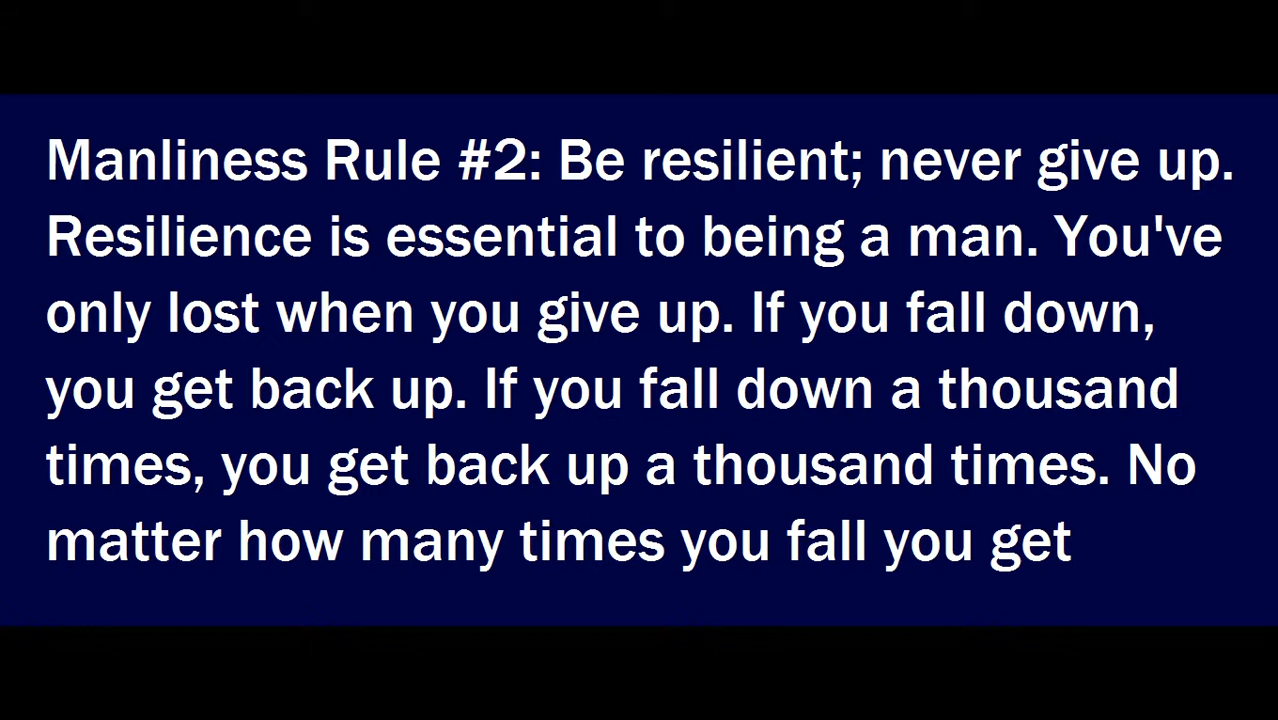 Manliness Rule #2: Be resilient; never give up.
Resilience is essential to being a man. You've
only lost when you give up. If you fall down,
you get back up. If you fall down a thousand
times, you get back up a thousand times. No
matter how many times you fall you get